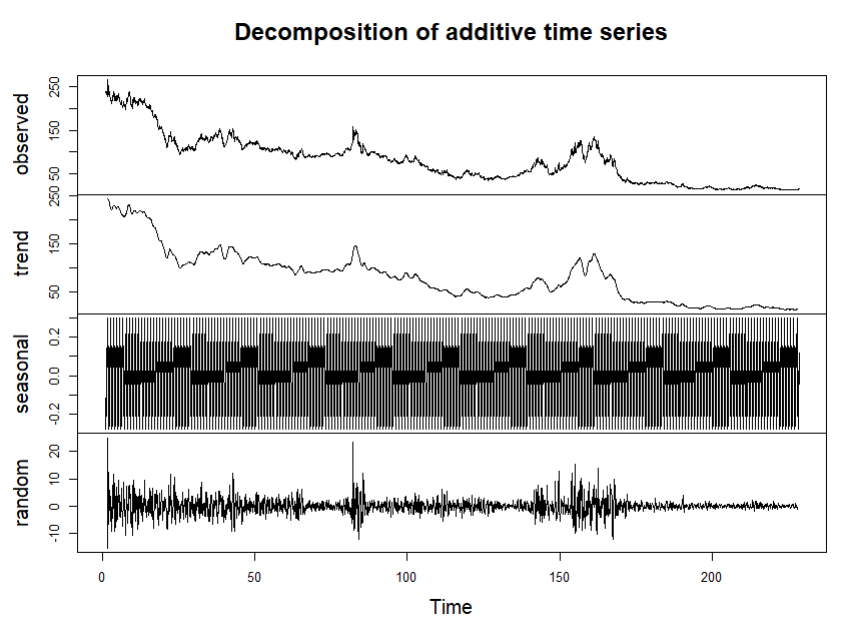 Decomposition of additive time series
observed
50 150 250
trend
50 150 250
seasonal
-0.2 0.0 0.2
random
-10 0 10 20
0 50 100 150 200
Time